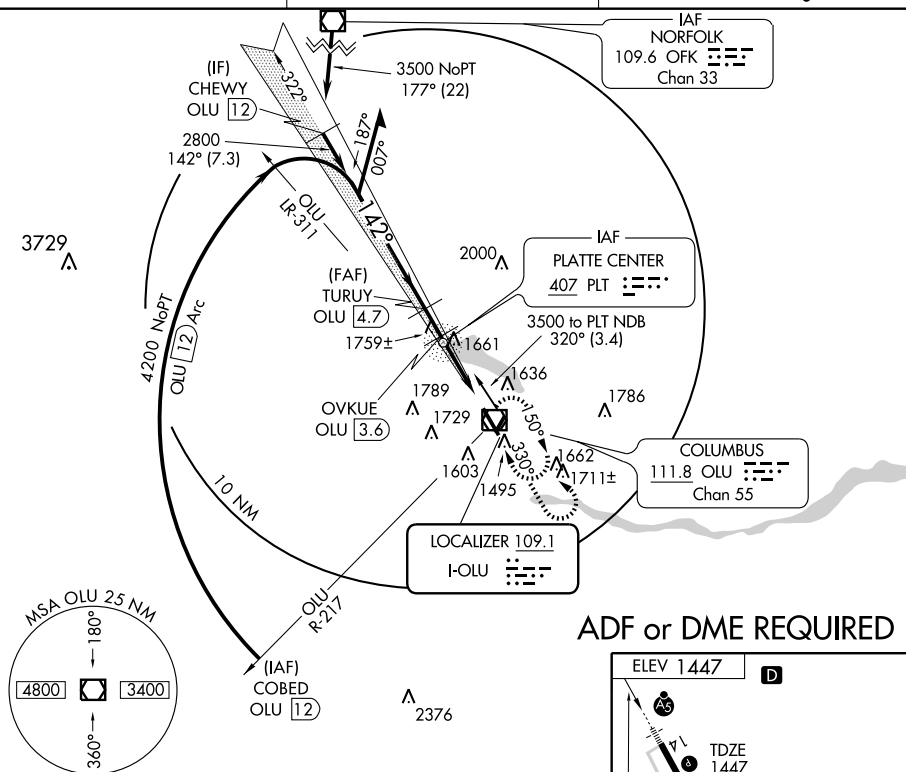 IAF
NORFOLK
109.6 OFK
Chan 33
3500 NoPT
177° (22)
(IF)
CHEWY
OLU 12
322°
2800
142° (7.3)
187°
007°
OLU
LR-311
142°
3729
2000
IAF
PLATTE CENTER
407 PLT
(FAF)
TURUY
OLU 4.7
3500 to PLT NDB
320° (3.4)
1759±
1661
4200 NoPT
OLU 12 Arc
1636
1789
1786
OVKUE
OLU 3.6
1729
150°
330°
COLUMBUS
111.8 OLU
Chan 55
1603
1495
1662
1711±
10 NM
LOCALIZER 109.1
I-OLU
OLU
R-217
MSA OLU 25 NM
180°
4800
3400
360°
(IAF)
COBED
OLU 12
2376
ADF or DME REQUIRED
ELEV 1447
D
A5
14
TDZE
1447
P